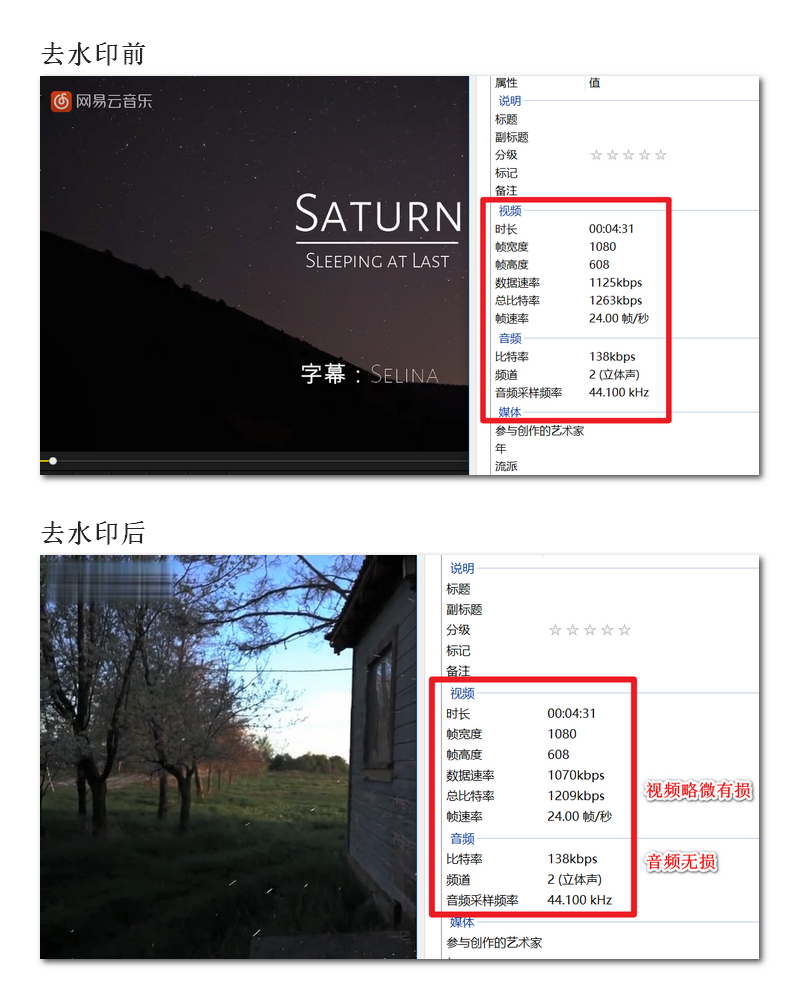 去水印前
网易云音乐
SATURN
SLEEPING AT LAST
字幕：SELINA
属性 值
说明
标题
副标题
分级 ☆☆☆☆☆
标记
备注
视频
时长 00:04:31
帧宽度 1080
帧高度 608
数据速率 1125kbps
总比特率 1263kbps
帧速率 24.00 帧/秒
音频
比特率 138kbps
频道 2 (立体声)
音频采样频率 44.100 kHz
媒体
参与创作的艺术家
年
流派
去水印后
说明
标题
副标题
分级 ☆☆☆☆☆
标记
备注
视频
时长 00:04:31
帧宽度 1080
帧高度 608
数据速率 1070kbps
总比特率 1209kbps
帧速率 24.00 帧/秒
视频略微有损
音频
比特率 138kbps
音频无损
频道 2 (立体声)
音频采样频率 44.100 kHz
媒体
参与创作的艺术家